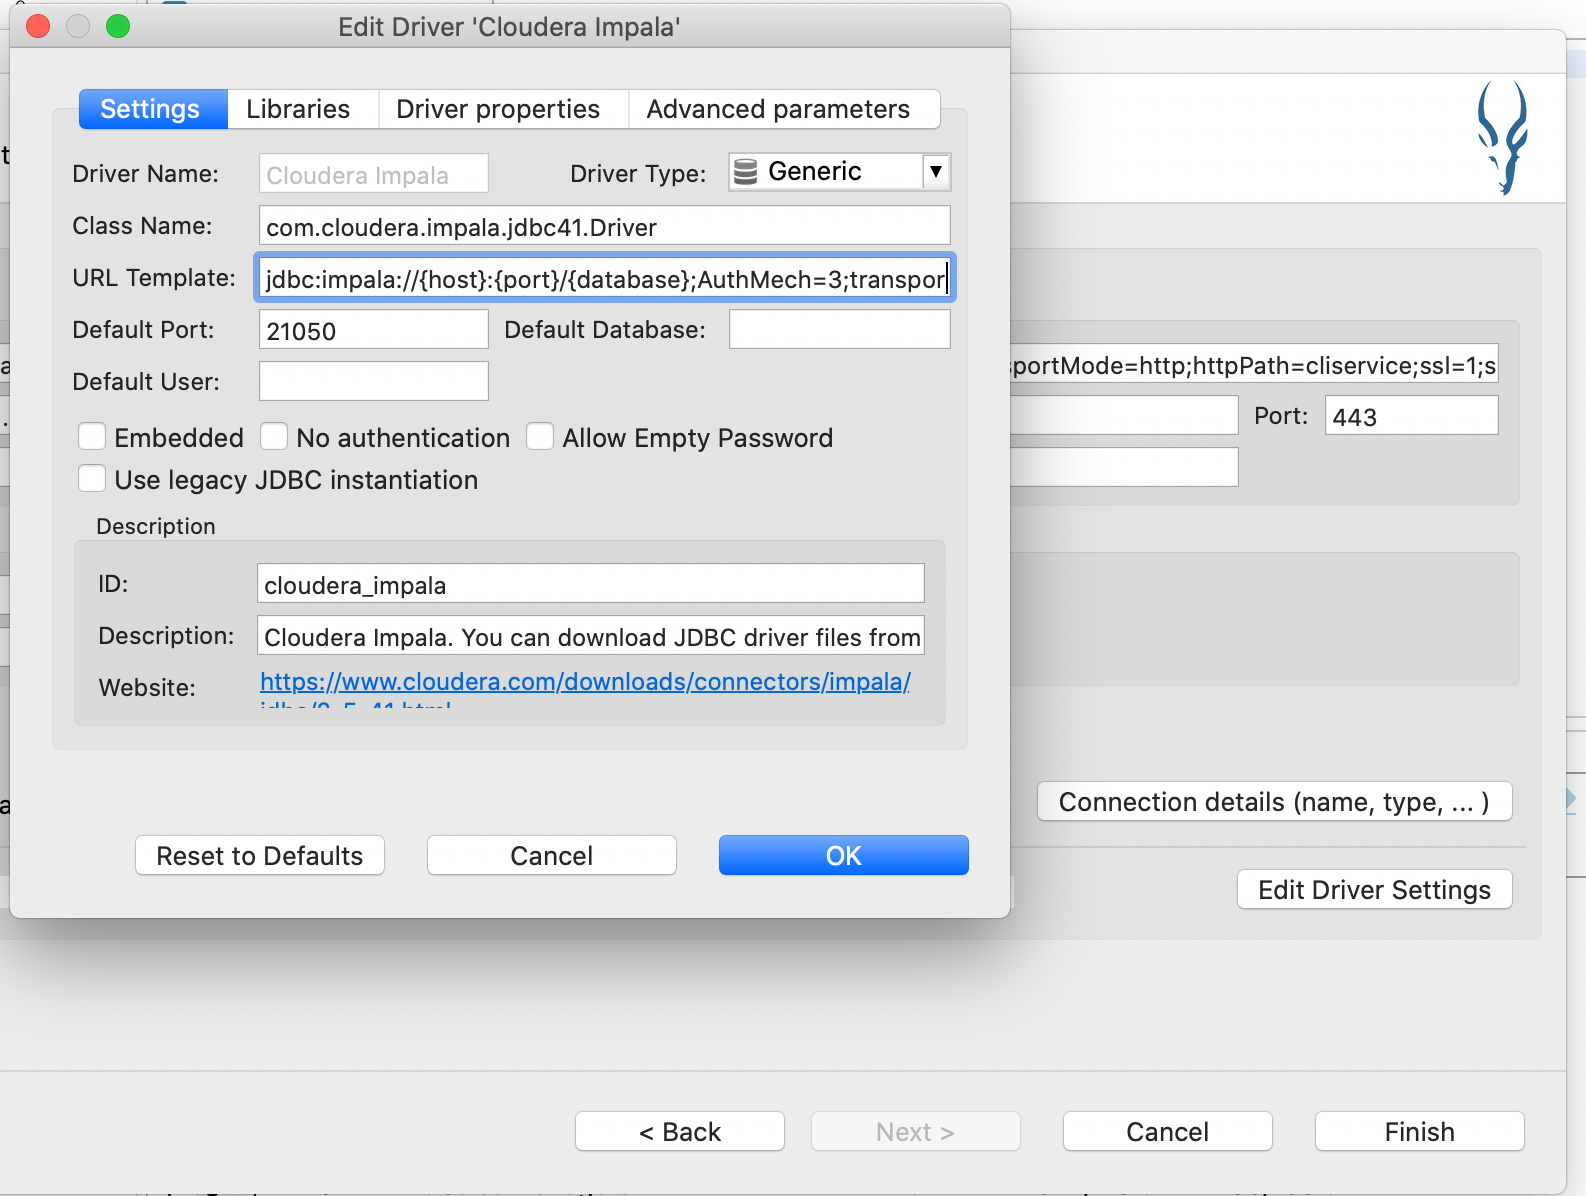 Edit Driver 'Cloudera Impala'
Settings Libraries Driver properties Advanced parameters
Driver Name: Cloudera Impala Driver Type: Generic
Class Name: com.cloudera.impala.jdbc41.Driver
URL Template: jdbc:impala://{host}:{port}/{database};AuthMech=3;transpor
Default Port: 21050 Default Database:
portMode=http;httpPath=cliservice;ssl=1;s
Default User:
Port: 443
Embedded No authentication Allow Empty Password
Use legacy JDBC instantiation
Description
ID: cloudera_impala
Description: Cloudera Impala. You can download JDBC driver files from
Website: https://www.cloudera.com/downloads/connectors/impala/
Connection details (name, type, ... )
Reset to Defaults Cancel OK
Edit Driver Settings
< Back Next > Cancel Finish